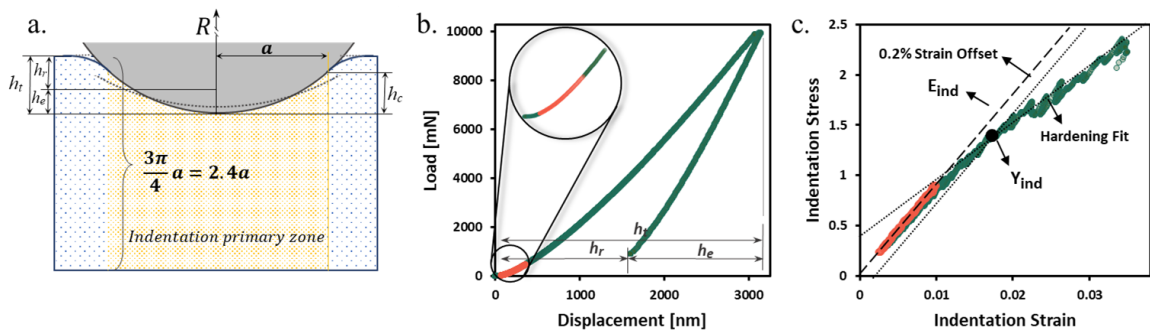 a.
R
a
h_t
h_r
h_e
h_c
3π/4 a = 2.4a
Indentation primary zone
b.
10000
8000
6000
4000
2000
0
Load [mN]
h_t
h_r
h_e
0
1000
2000
3000
Displacement [nm]
c.
2.5
2
1.5
1
0.5
0
Indentation Stress
0.2% Strain Offset
E_ind
Hardening Fit
Y_ind
0
0.01
0.02
0.03
Indentation Strain